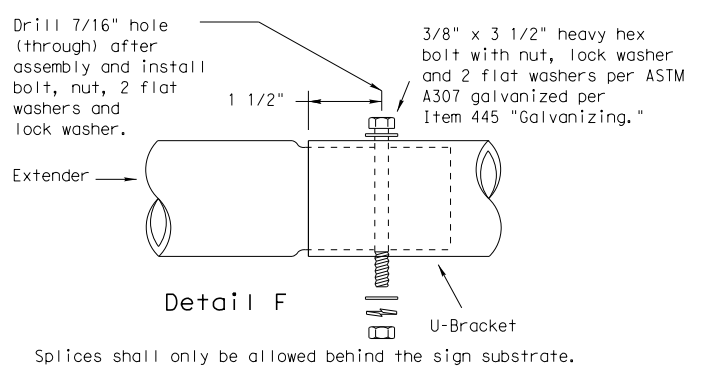 Drill 7/16" hole
(through) after
assembly and install
bolt, nut, 2 flat
washers and
lock washer.
1 1/2"
3/8" x 3 1/2" heavy hex
bolt with nut, lock washer
and 2 flat washers per ASTM
A307 galvanized per
Item 445 "Galvanizing."
Extender
Detail F
U-Bracket
Splices shall only be allowed behind the sign substrate.